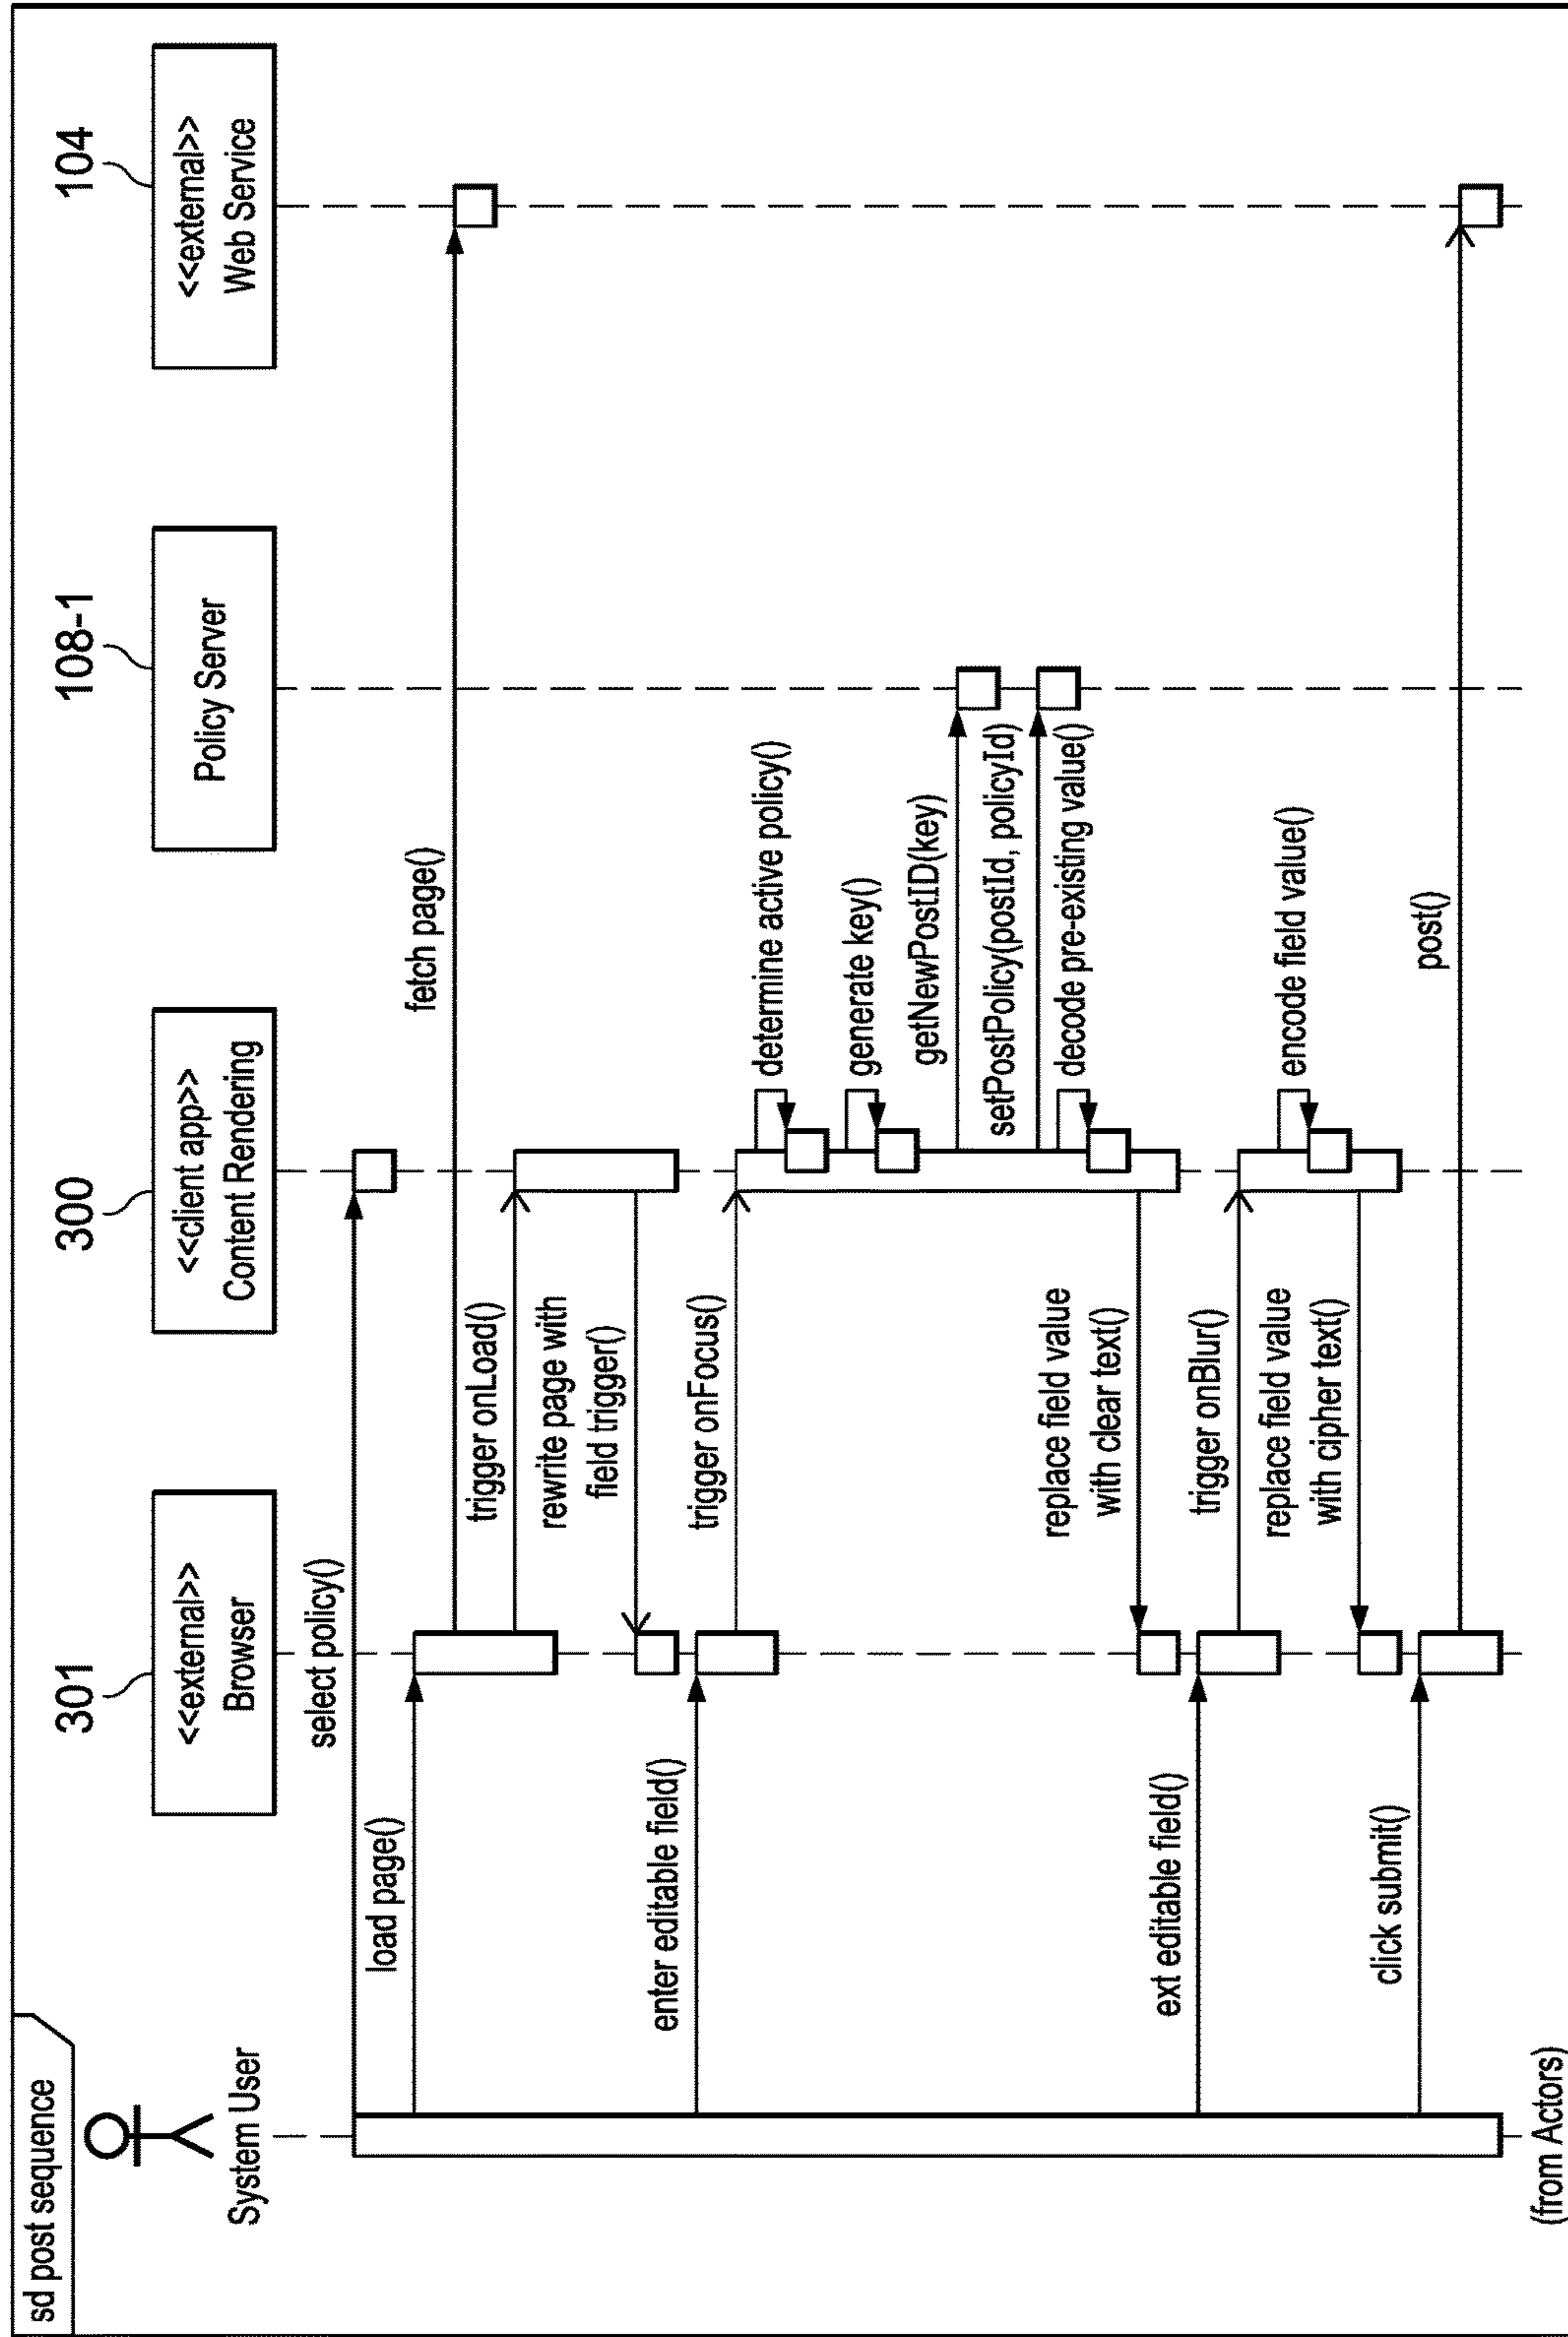 sd post sequence
System User
301
<<external>>
Browser
300
<<client app>>
Content Rendering
108-1
Policy Server
104
<<external>>
Web Service
select policy()
load page()
fetch page()
trigger onLoad()
rewrite page with
field trigger()
enter editable field()
trigger onFocus()
determine active policy()
generate key()
getNewPostID(key)
setPostPolicy(postId, policyId)
decode pre-existing value()
replace field value
with clear text()
ext editable field()
trigger onBlur()
encode field value()
replace field value
with cipher text()
click submit()
post()
(from Actors)